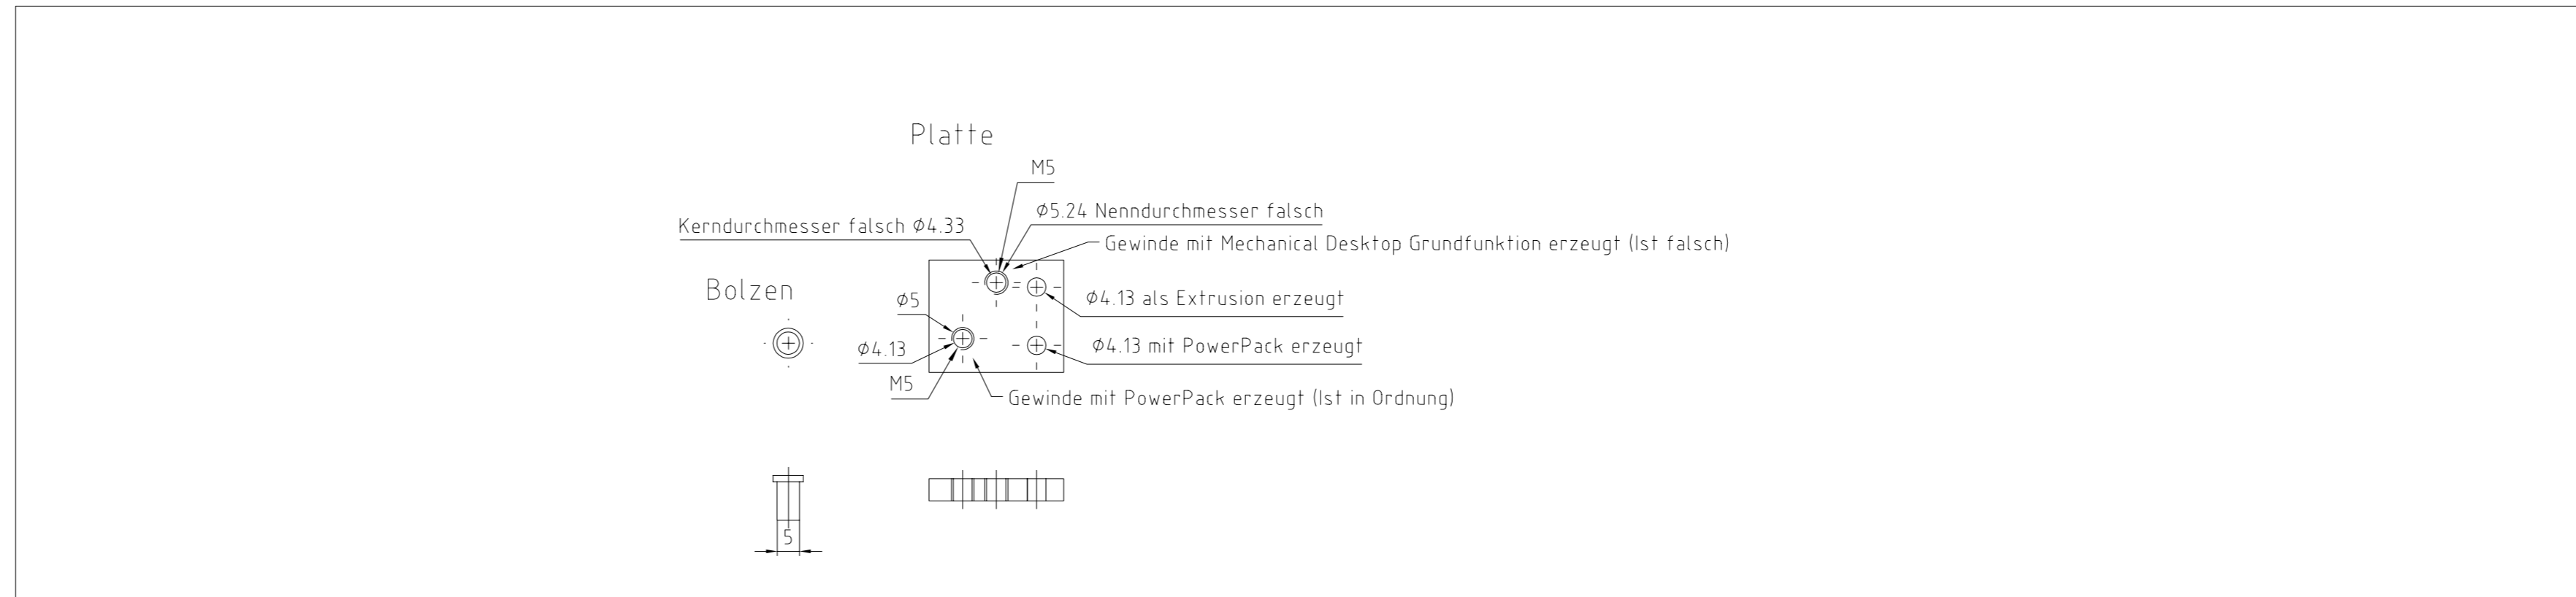 Platte
M5
Ø5.24 Nenndurchmesser falsch
Kerndurchmesser falsch Ø4.33
Gewinde mit Mechanical Desktop Grundfunktion erzeugt (Ist falsch)
Bolzen
Ø5
Ø4.13 als Extrusion erzeugt
Ø4.13
Ø4.13 mit PowerPack erzeugt
M5
Gewinde mit PowerPack erzeugt (Ist in Ordnung)
5